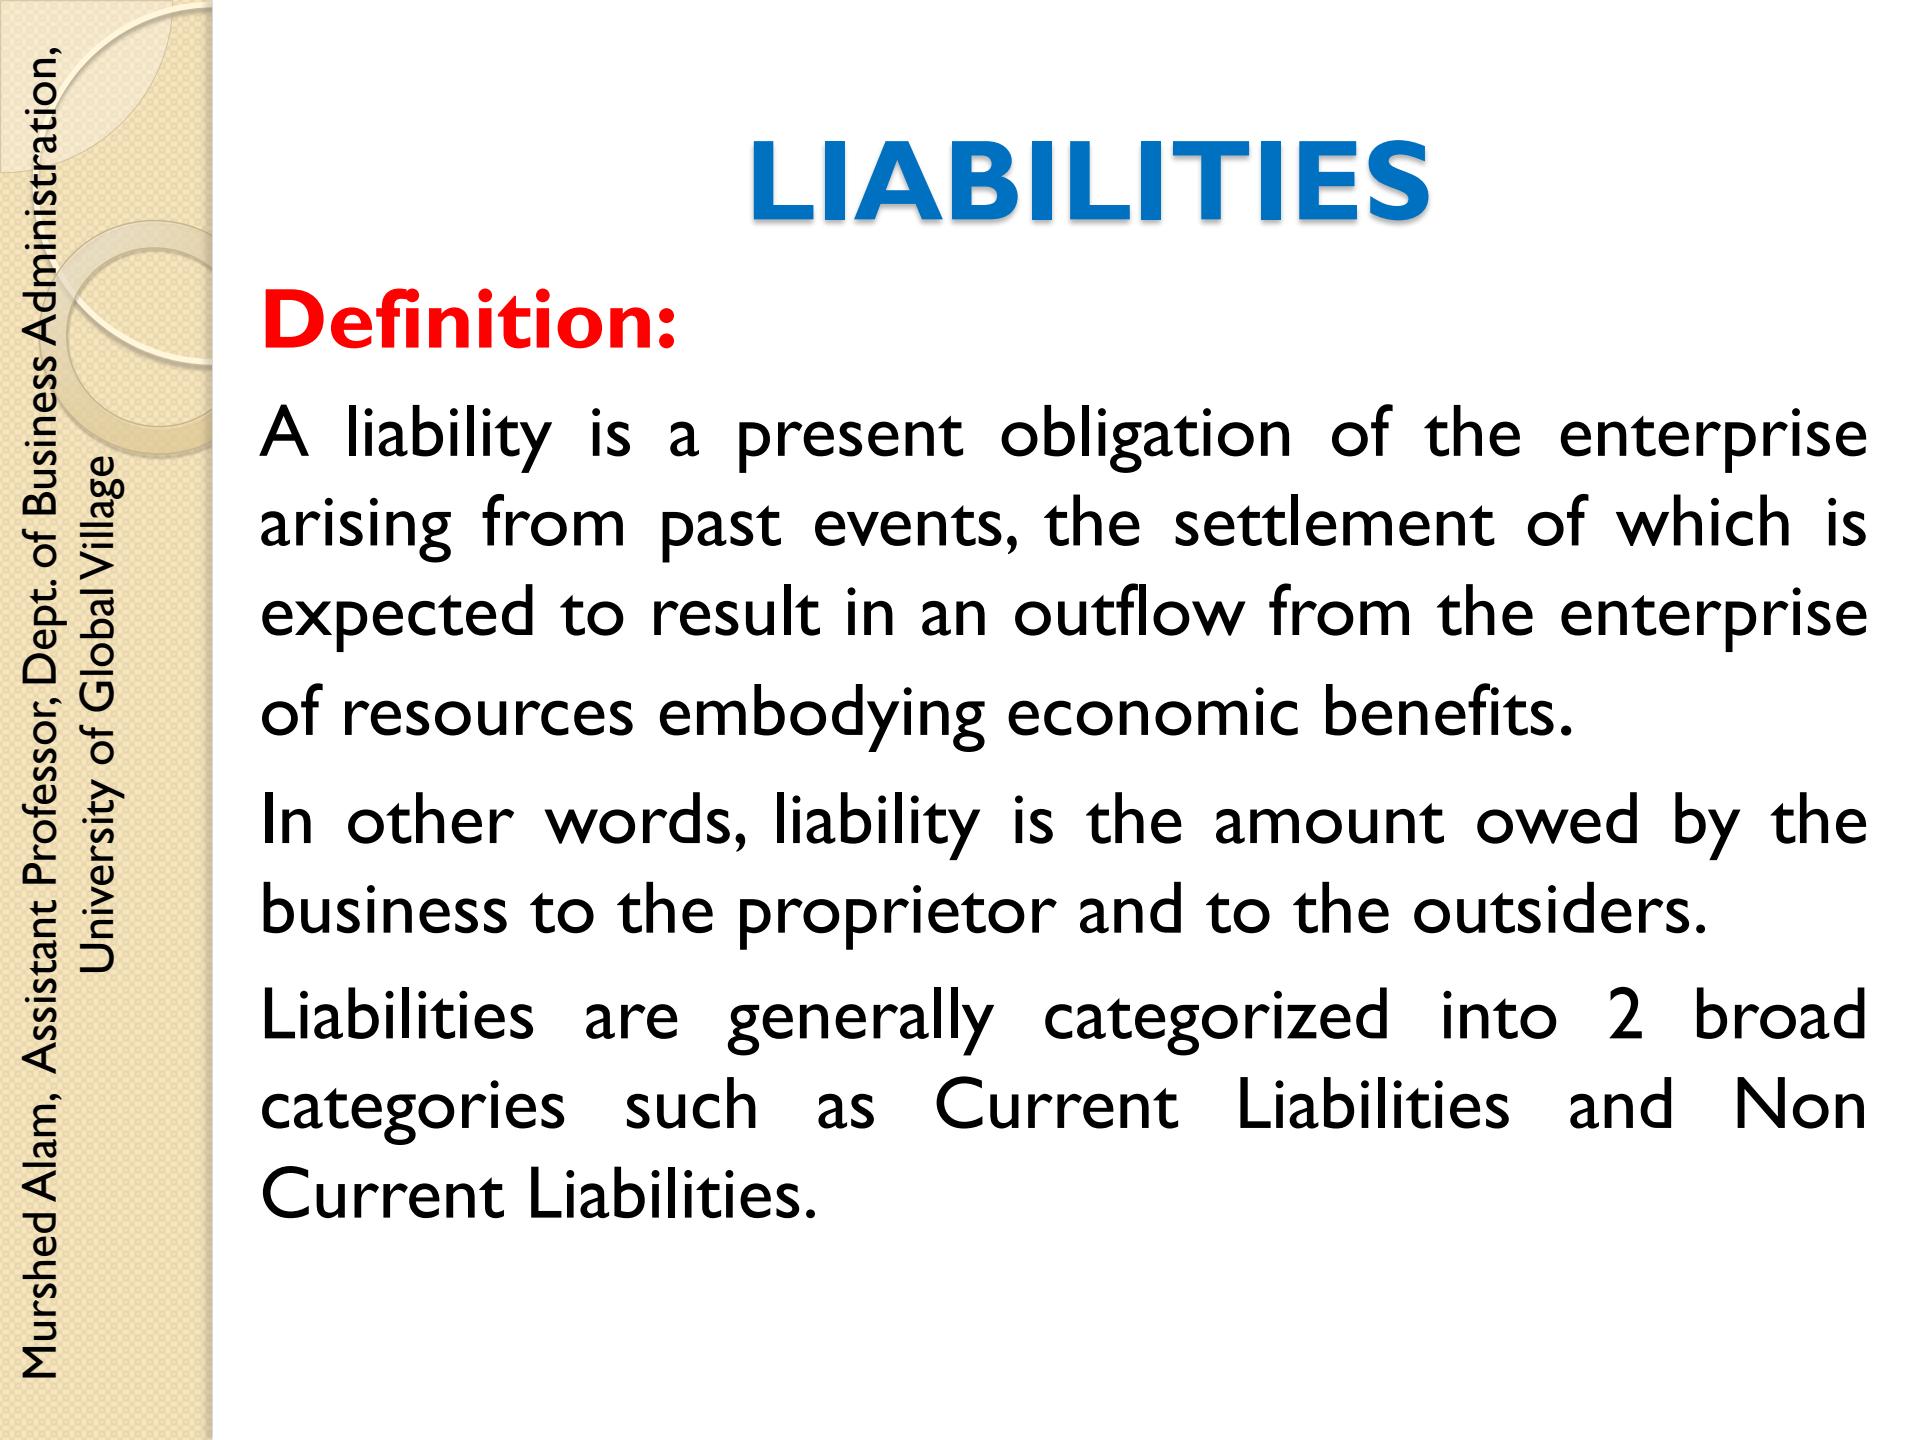 Murshed Alam, Assistant Professor, Dept. of Business Administration,
University of Global Village
LIABILITIES
Definition:
A liability is a present obligation of the enterprise
arising from past events, the settlement of which is
expected to result in an outflow from the enterprise
of resources embodying economic benefits.
In other words, liability is the amount owed by the
business to the proprietor and to the outsiders.
Liabilities are generally categorized into 2 broad
categories such as Current Liabilities and Non
Current Liabilities.